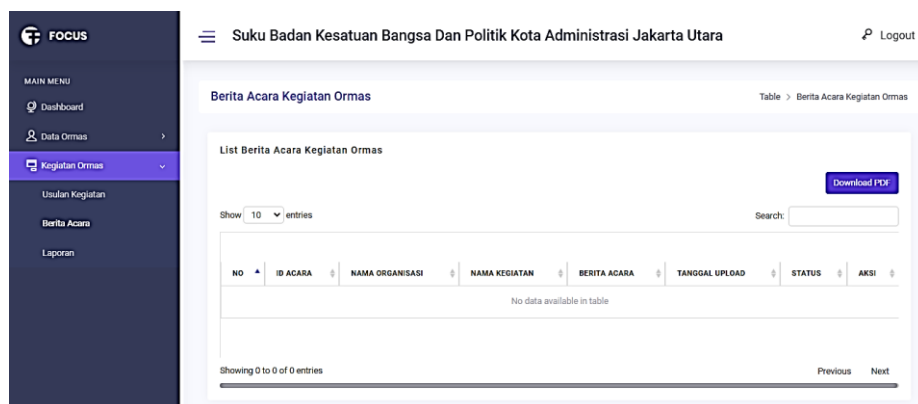 FOCUS
Suku Badan Kesatuan Bangsa Dan Politik Kota Administrasi Jakarta Utara
Logout
MAIN MENU
Dashboard
Data Ormas
Kegiatan Ormas
Usulan Kegiatan
Berita Acara
Laporan
Berita Acara Kegiatan Ormas
Table > Berita Acara Kegiatan Ormas
List Berita Acara Kegiatan Ormas
Download PDF
Show 10 entries
Search:
NO ID ACARA NAMA ORGANISASI NAMA KEGIATAN BERITA ACARA TANGGAL UPLOAD STATUS AKSI
No data available in table
Showing 0 to 0 of 0 entries
Previous Next